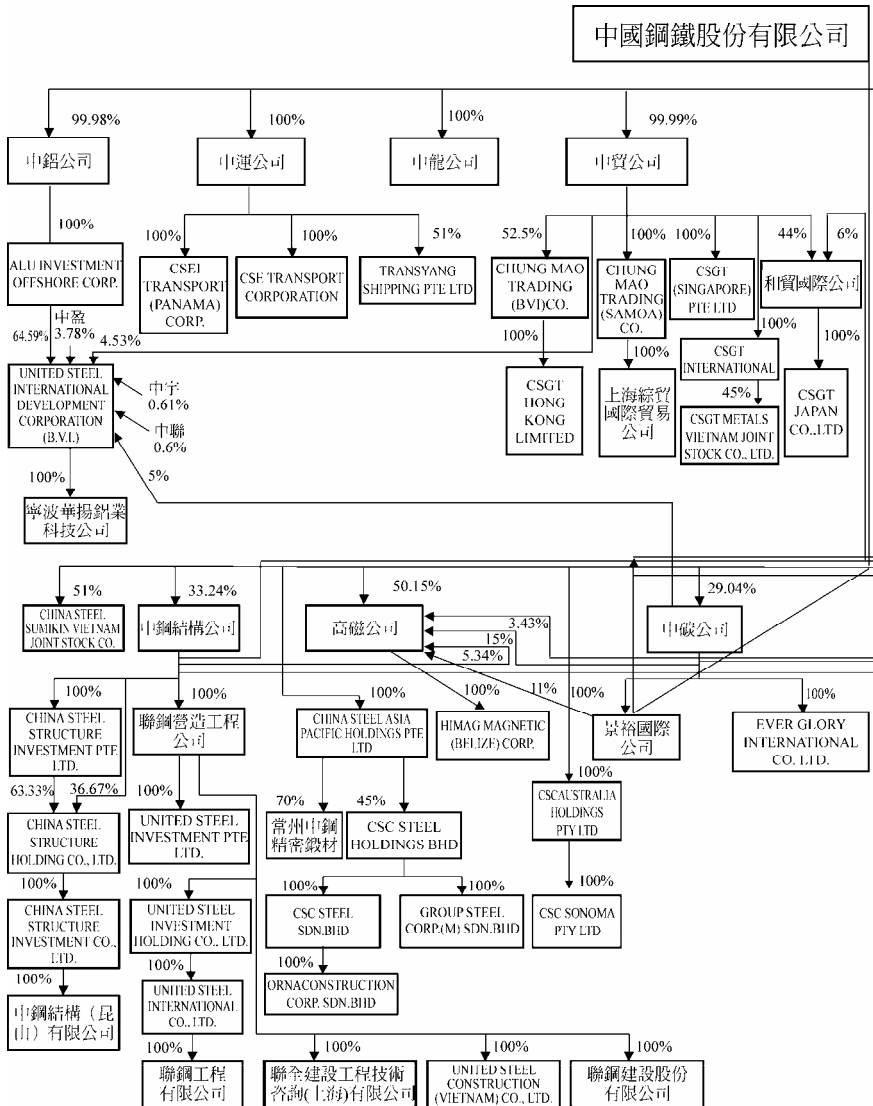 中國鋼鐵股份有限公司
99.98%
100%
100%
99.99%
中鋁公司
中運公司
中龍公司
中貿公司
100%
100%
100%
51%
52.5%
100%
100%
44%
6%
ALU INVESTMENT
OFFSHORE CORP.
CSEI
TRANSPORT
(PANAMA)
CORP.
CSE TRANSPORT
CORPORATION
TRANSYANG
SHIPPING PTE LTD
CHUNG MAO
TRADING
(BVI)CO.
CHUNG
MAO
TRADING
(SAMOA)
CO.
CSGT
(SINGAPORE)
PTE LTD
利貿國際公司
中盈
3.78%
64.59%
4.53%
100%
100%
100%
100%
UNITED STEEL
INTERNATIONAL
DEVELOPMENT
CORPORATION
(B.V.I.)
中宇
0.61%
中聯
0.6%
CSGT
HONG
KONG
LIMITED
上海綜貿
國際貿易
公司
CSGT
INTERNATIONAL
45%
CSGT METALS
VIETNAM JOINT
STOCK CO., LTD.
CSGT
JAPAN
CO.,LTD
100%
5%
寧波華揚鋁業
科技公司
51%
33.24%
50.15%
29.04%
CHINA STEEL
SUMIKIN VIETNAM
JOINT STOCK CO.
中鋼結構公司
高磁公司
3.43%
15%
5.34%
中碳公司
100%
100%
100%
100%
11%
100%
100%
CHINA STEEL
STRUCTURE
INVESTMENT PTE
LTD.
聯鋼營造工程
公司
CHINA STEEL ASIA
PACIFIC HOLDINGS PTE
LTD
HIMAG MAGNETIC
(BELIZE) CORP.
景裕國際
公司
EVER GLORY
INTERNATIONAL
CO. LTD.
63.33%
36.67%
100%
70%
45%
100%
CHINA STEEL
STRUCTURE
HOLDING CO., LTD.
UNITED STEEL
INVESTMENT PTE
LTD.
常州中鋼
精密鍛材
CSC STEEL
HOLDINGS BHD
CSCAUSTRALIA
HOLDINGS
PTY LTD
100%
100%
100%
100%
100%
CHINA STEEL
STRUCTURE
INVESTMENT CO.,
LTD.
UNITED STEEL
INVESTMENT
HOLDING CO., LTD.
CSC STEEL
SDN.BHD
GROUP STEEL
CORP.(M) SDN.BHD
CSC SONOMA
PTY LTD
100%
100%
100%
中鋼結構（昆
山）有限公司
UNITED STEEL
INTERNATIONAL
CO., LTD.
ORNACONSTRUCTION
CORP. SDN.BHD
100%
100%
100%
100%
聯鋼工程
有限公司
聯全建設工程技術
咨詢(上海)有限公司
UNITED STEEL
CONSTRUCTION
(VIETNAM) CO., LTD.
聯鋼建設股份
有限公司